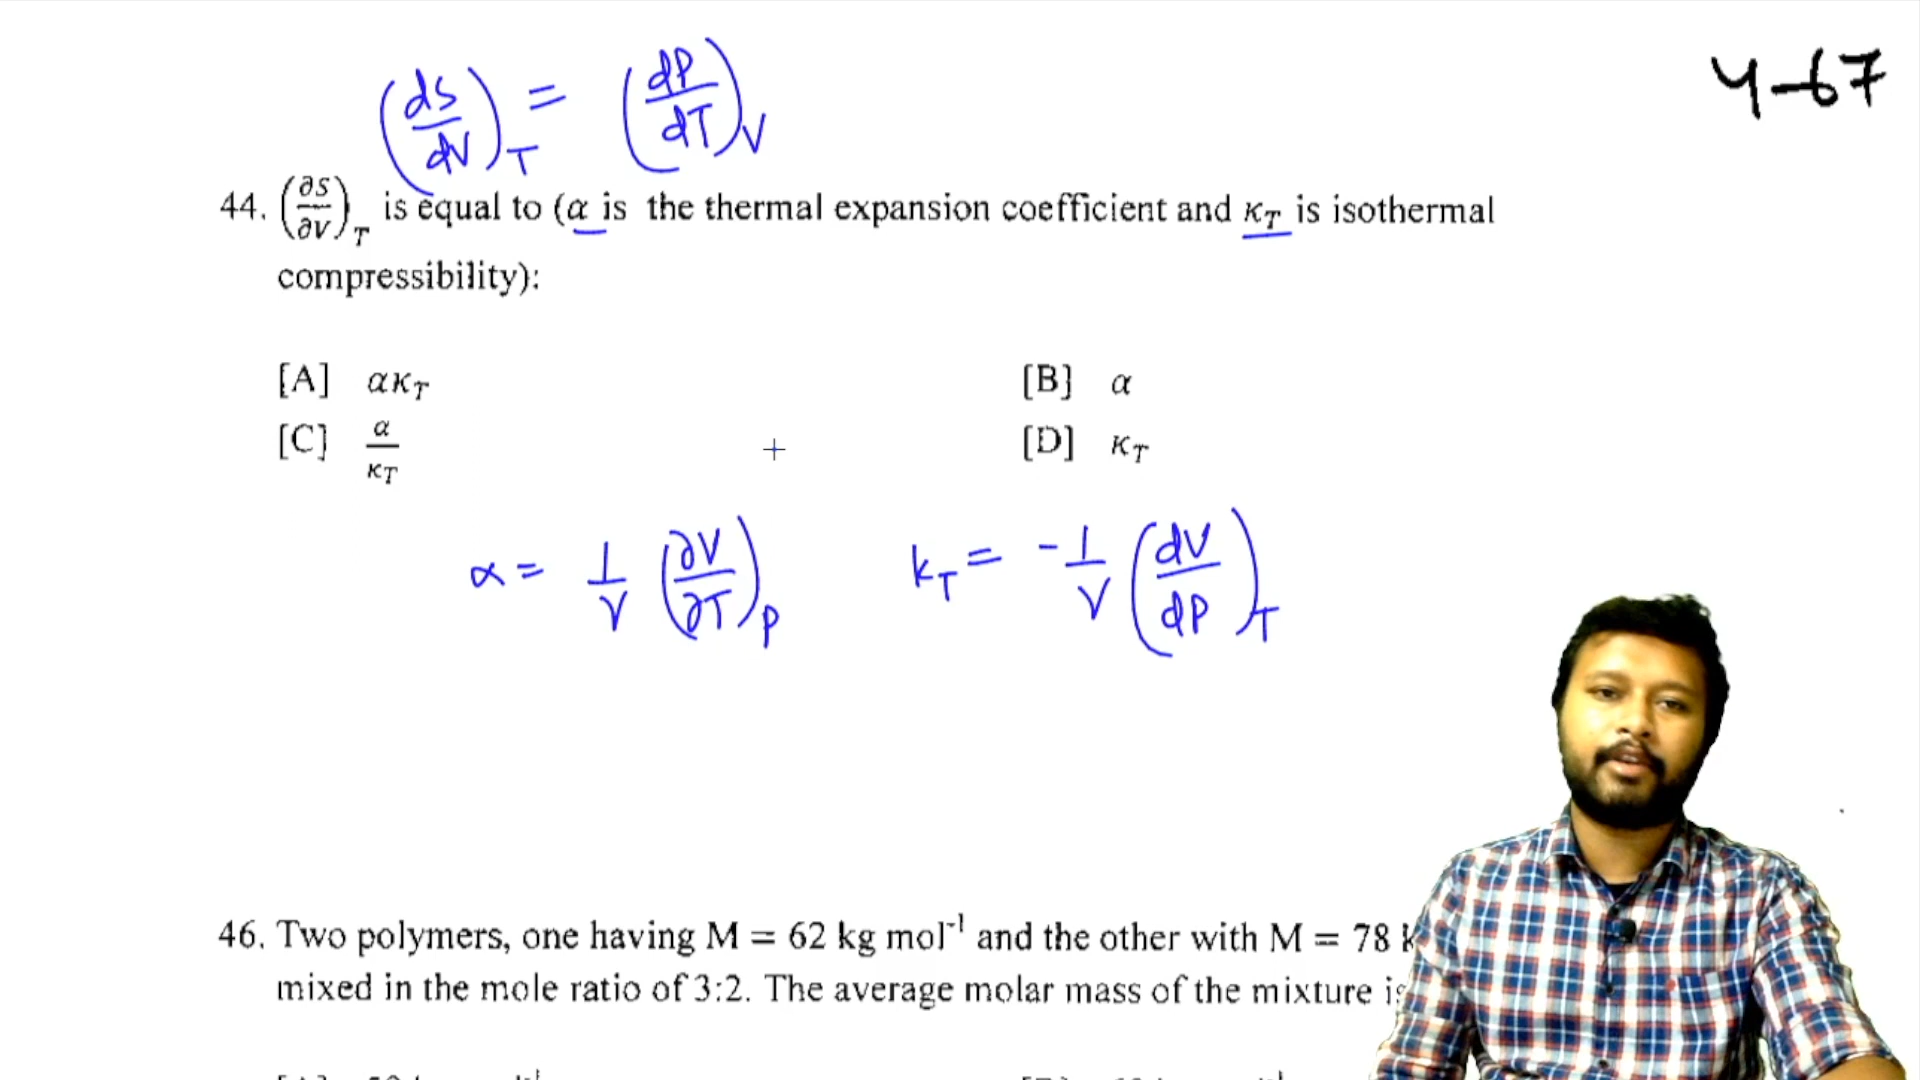 (dS/dV)_T = (dP/dT)_V
Ч-67
44. (∂S/∂V)_T is equal to (α is the thermal expansion coefficient and κ_T is isothermal
compressibility):
[A] ακ_T
[B] α
[C] α/κ_T
[D] κ_T
α = 1/V (∂V/∂T)_P
k_T = -1/V (dV/dP)_T
46. Two polymers, one having M = 62 kg mol⁻¹ and the other with M = 78
mixed in the mole ratio of 3:2. The average molar mass of the mixture is